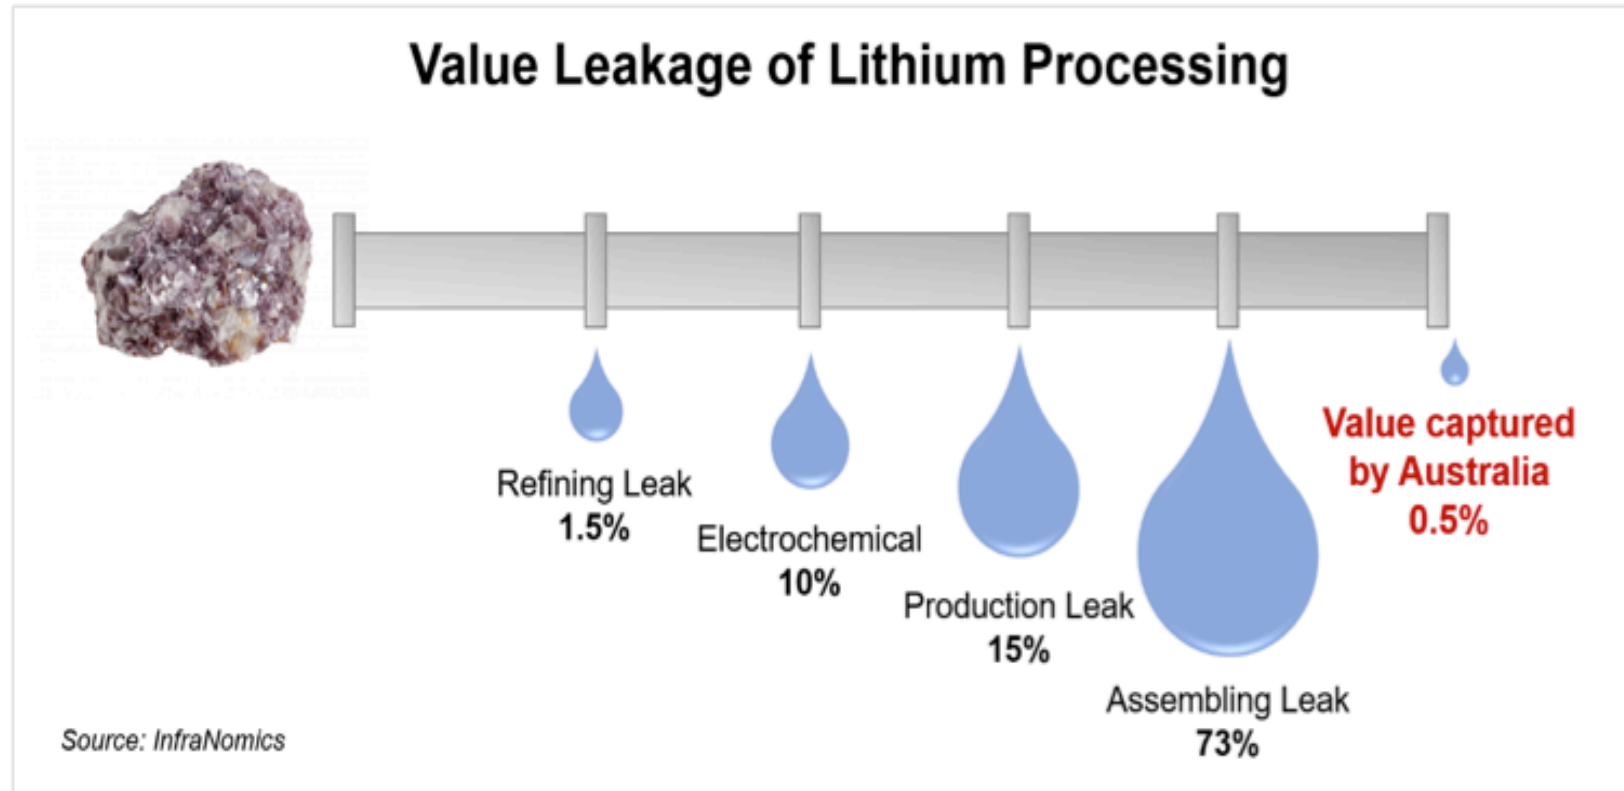 Value Leakage of Lithium Processing
Refining Leak
1.5%
Electrochemical
10%
Production Leak
15%
Assembling Leak
73%
Value captured
by Australia
0.5%
Source: InfraNomics